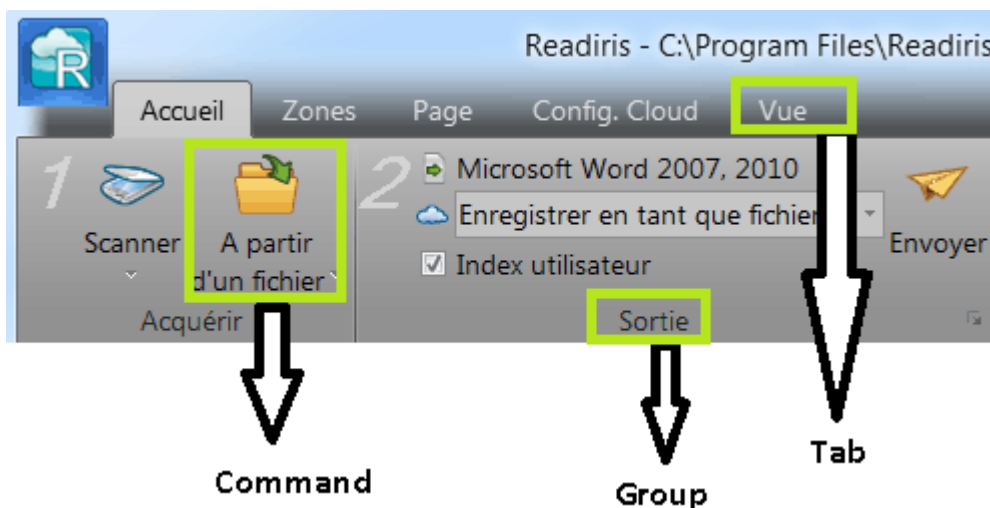 Readiris - C:\Program Files\Readiris
Accueil Zones Page Config. Cloud Vue
1 Scanner
A partir
d'un fichier
Acquérir
2 Microsoft Word 2007, 2010
Enregistrer en tant que fichier
Index utilisateur
Envoyer
Sortie
Command
Group
Tab